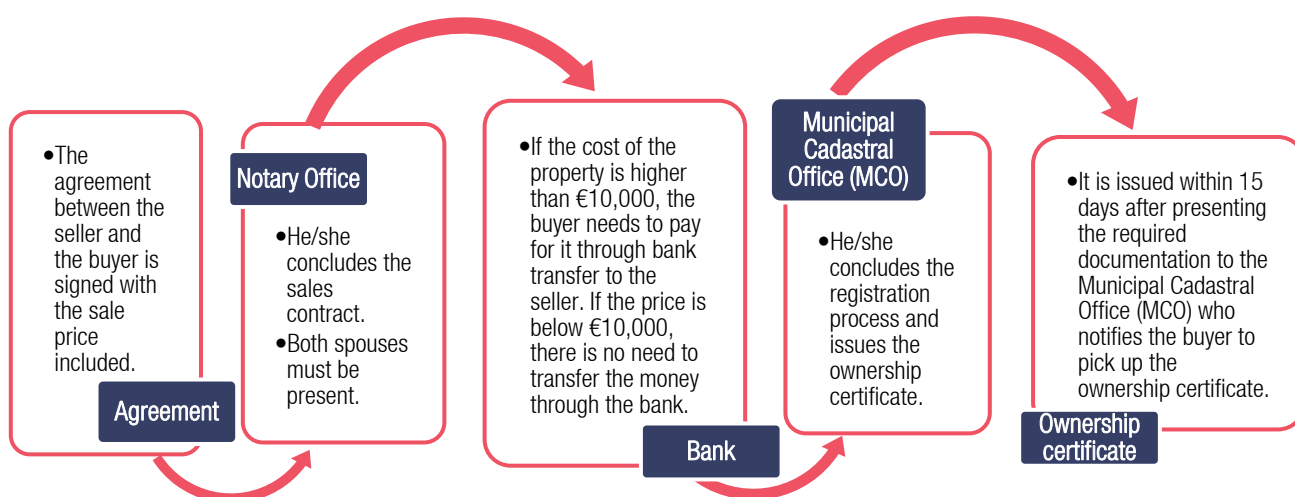 •The
agreement
between the
seller and
the buyer is
signed with
the sale
price
included.
Agreement
Notary Office
•He/she
concludes the
sales
contract.
•Both spouses
must be
present.
•If the cost of the
property is higher
than €10,000, the
buyer needs to pay
for it through bank
transfer to the
seller. If the price is
below €10,000,
there is no need to
transfer the money
through the bank.
Bank
Municipal
Cadastral
Office (MCO)
•He/she
concludes the
registration
process and
issues the
ownership
certificate.
•It is issued within 15
days after presenting
the required
documentation to the
Municipal Cadastral
Office (MCO) who
notifies the buyer to
pick up the
ownership certificate.
Ownership
certificate